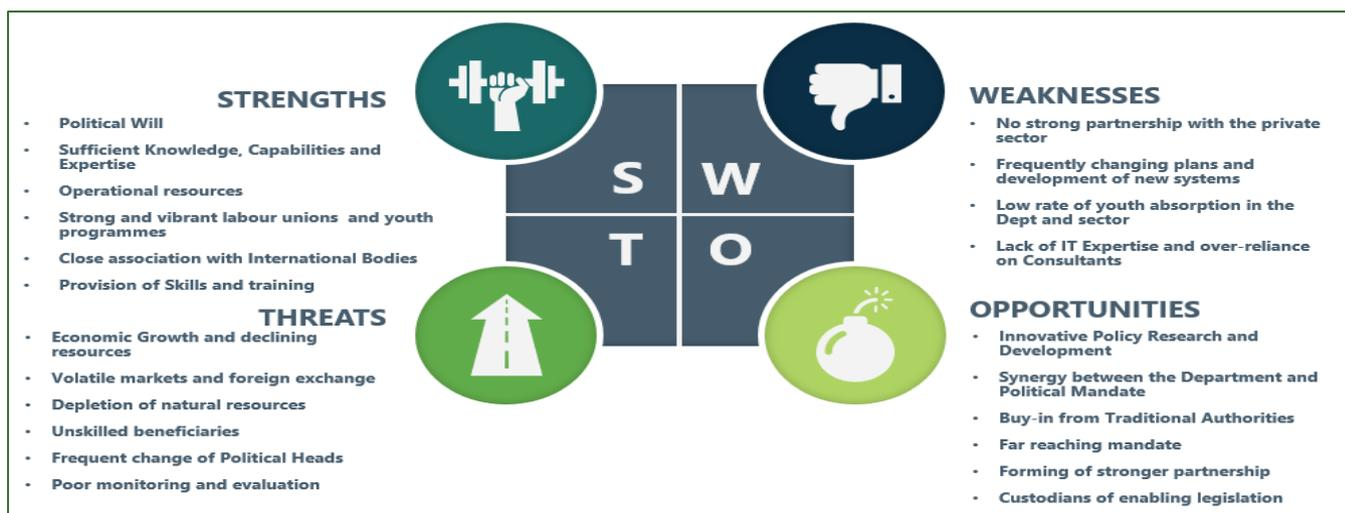 STRENGTHS
• Political Will
• Sufficient Knowledge, Capabilities and
Expertise
• Operational resources
• Strong and vibrant labour unions and youth
programmes
• Close association with International Bodies
• Provision of Skills and training
THREATS
• Economic Growth and declining
resources
• Volatile markets and foreign exchange
• Depletion of natural resources
• Unskilled beneficiaries
• Frequent change of Political Heads
• Poor monitoring and evaluation
S W
T O
WEAKNESSES
• No strong partnership with the private
sector
• Frequently changing plans and
development of new systems
• Low rate of youth absorption in the
Dept and sector
• Lack of IT Expertise and over-reliance
on Consultants
OPPORTUNITIES
• Innovative Policy Research and
Development
• Synergy between the Department and
Political Mandate
• Buy-in from Traditional Authorities
• Far reaching mandate
• Forming of stronger partnership
• Custodians of enabling legislation